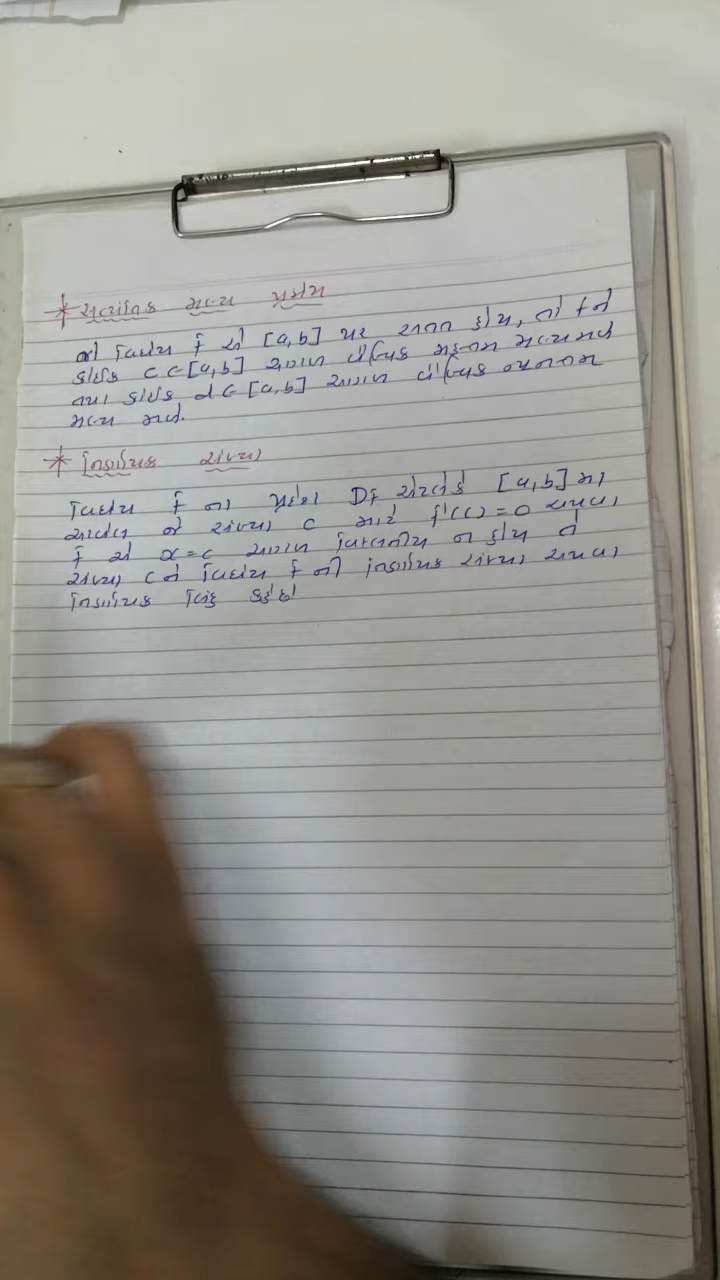 * આત્યંતિક મૂલ્ય પ્રમેય
જો વિધેય f એ [a,b] પર સતત હોય, તો f ને
કોઈક c ∈ [a,b] આગળ વૈશ્વિક મહત્તમ મૂલ્ય મળે
તથા કોઈક d ∈ [a,b] આગળ વૈશ્વિક ન્યૂનતમ
મૂલ્ય મળે.
* નિર્ણાયક સંખ્યા
વિધેય f ના પ્રદેશ Df એટલે કે [a,b] માં
આવેલ જે સંખ્યા c માટે f'(c) = 0 અથવા
f એ x = c આગળ વિકલનીય ન હોય તે
સંખ્યા c ને વિધેય f ની નિર્ણાયક સંખ્યા અથવા
નિર્ણાયક બિંદુ કહે છે